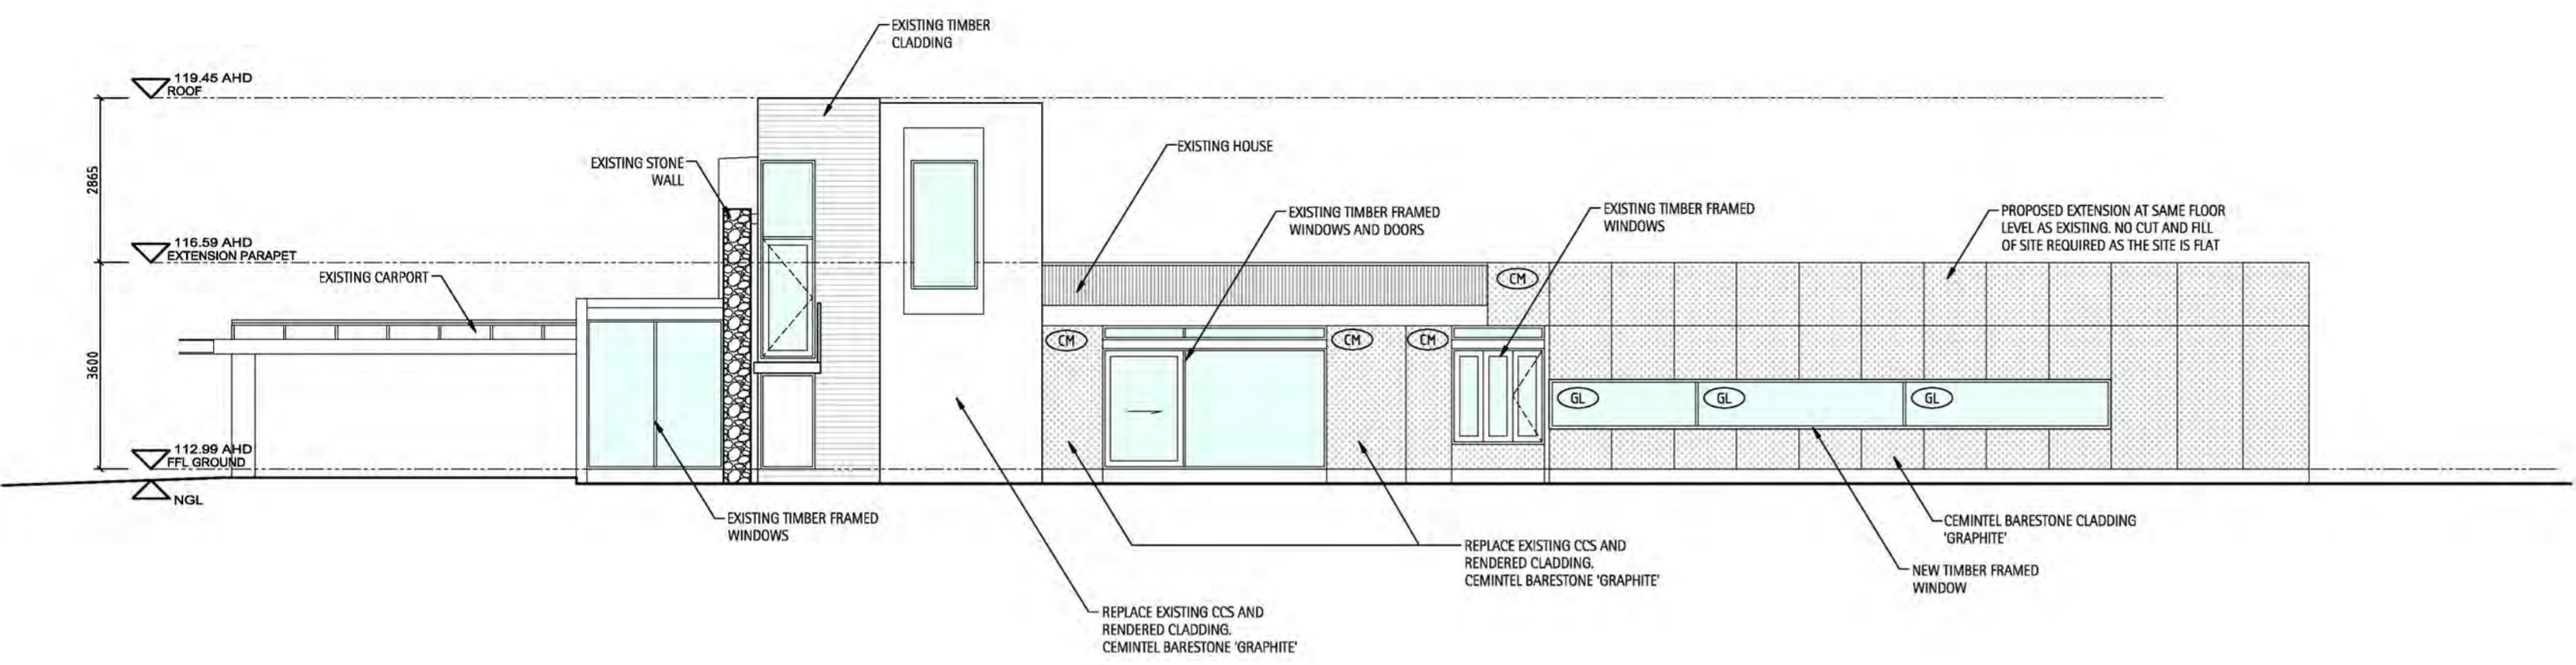 EXISTING TIMBER
CLADDING
119.45 AHD
ROOF
EXISTING HOUSE
EXISTING STONE
WALL
2865
EXISTING TIMBER FRAMED
WINDOWS AND DOORS
EXISTING TIMBER FRAMED
WINDOWS
PROPOSED EXTENSION AT SAME FLOOR
LEVEL AS EXISTING. NO CUT AND FILL
OF SITE REQUIRED AS THE SITE IS FLAT
116.59 AHD
EXTENSION PARAPET
EXISTING CARPORT
CM
CM
CM
CM
3600
GL
GL
GL
112.99 AHD
FFL GROUND
NGL
EXISTING TIMBER FRAMED
WINDOWS
CEMINTEL BARESTONE CLADDING
'GRAPHITE'
REPLACE EXISTING CCS AND
RENDERED CLADDING.
CEMINTEL BARESTONE 'GRAPHITE'
NEW TIMBER FRAMED
WINDOW
REPLACE EXISTING CCS AND
RENDERED CLADDING.
CEMINTEL BARESTONE 'GRAPHITE'